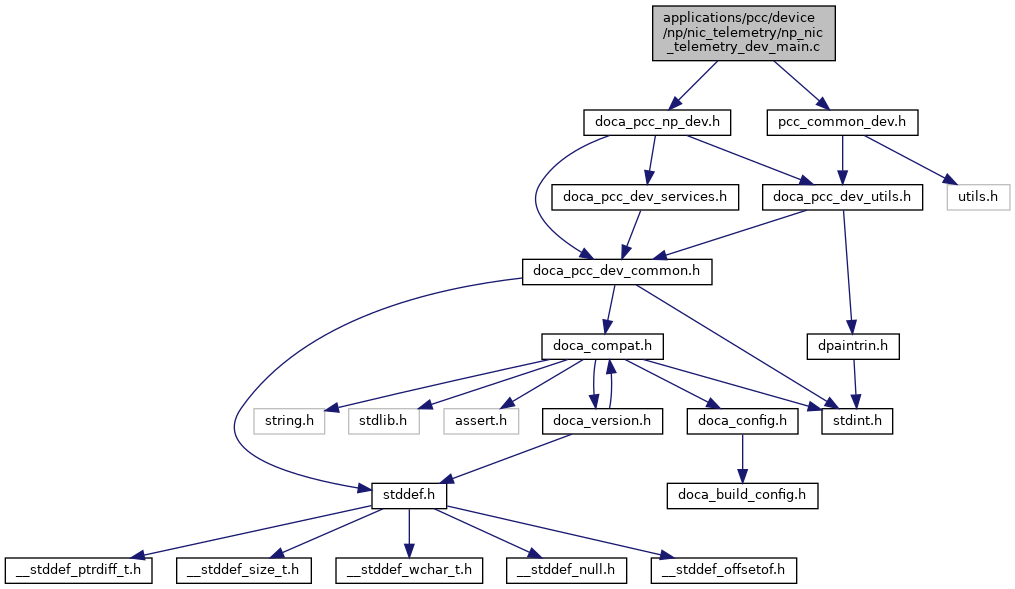 applications/pcc/device
/np/nic_telemetry/np_nic
_telemetry_dev_main.c
doca_pcc_np_dev.h
pcc_common_dev.h
doca_pcc_dev_services.h
doca_pcc_dev_utils.h
utils.h
doca_pcc_dev_common.h
doca_compat.h
dpaintrin.h
string.h
stdlib.h
assert.h
doca_version.h
doca_config.h
stdint.h
stddef.h
doca_build_config.h
__stddef_ptrdiff_t.h
__stddef_size_t.h
__stddef_wchar_t.h
__stddef_null.h
__stddef_offsetof.h